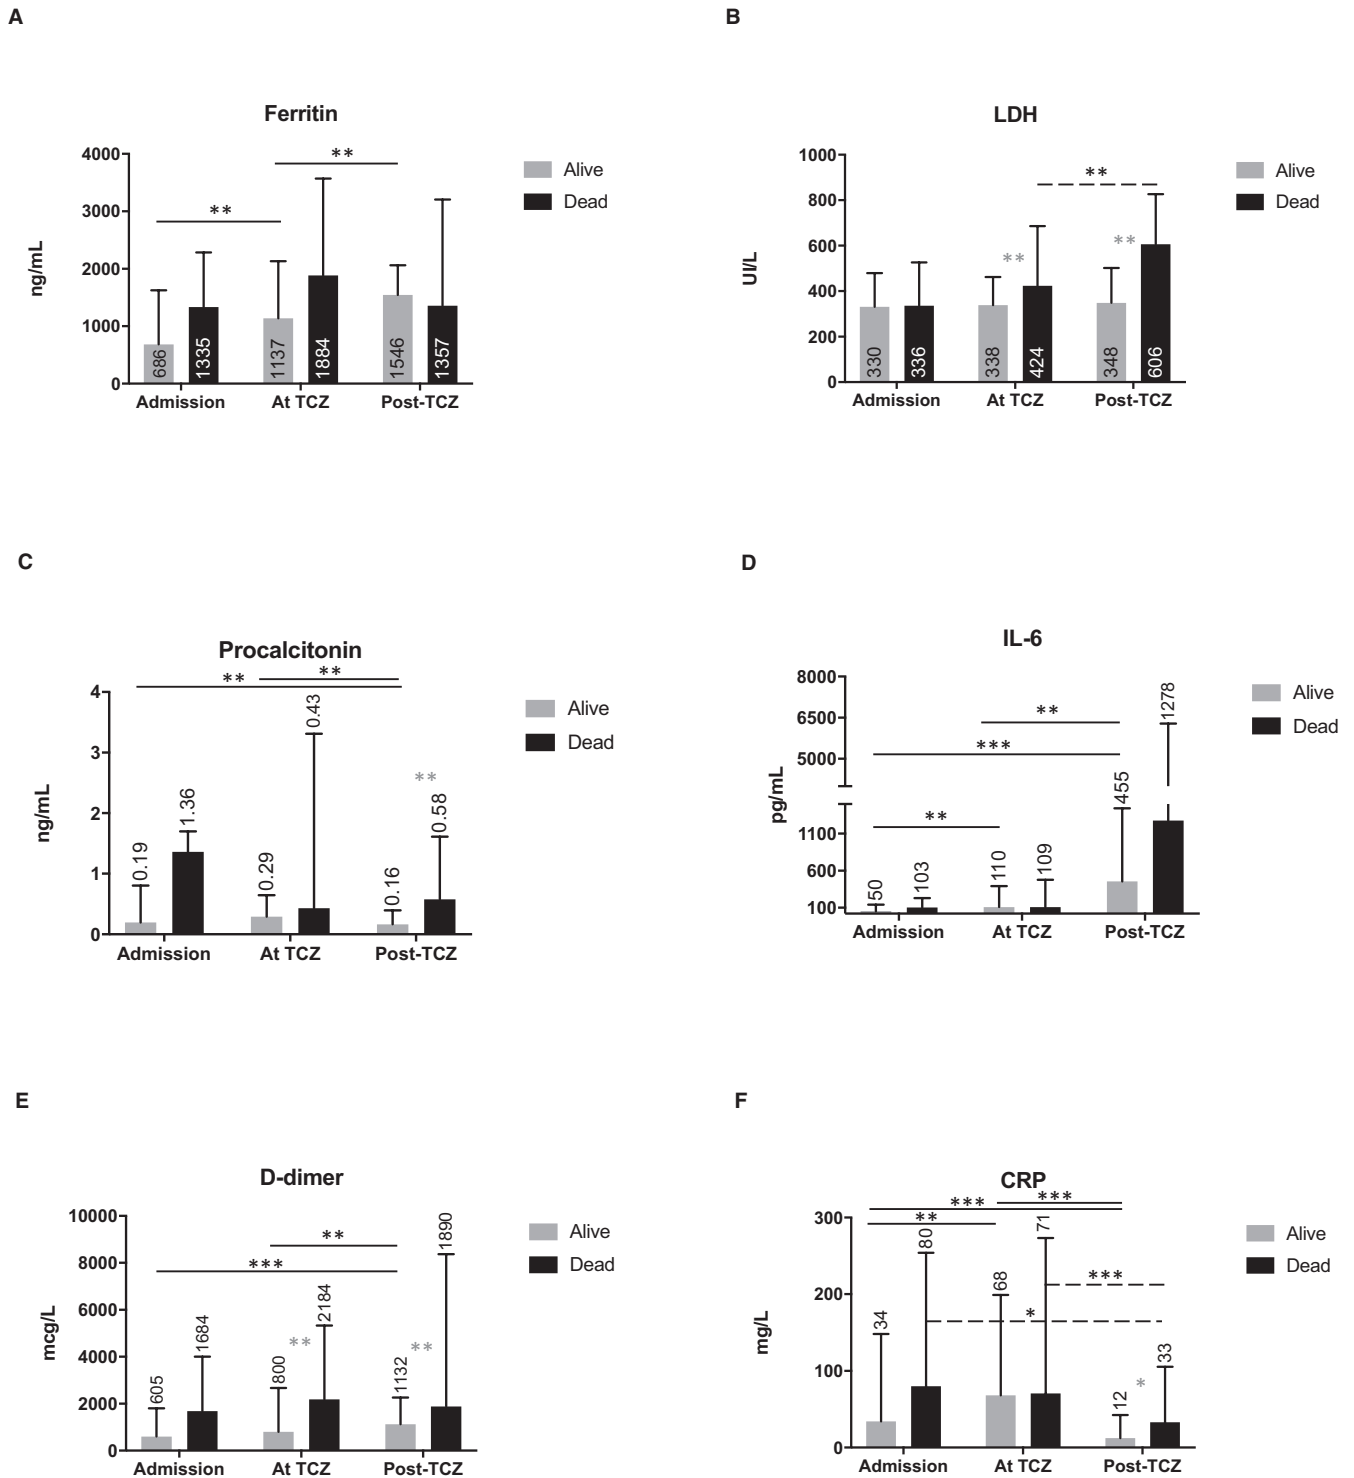 A
Ferritin
ng/mL
4000
3000
2000
1000
0
**
**
686
1335
1137
1884
1546
1357
Admission
At TCZ
Post-TCZ
Alive
Dead
B
LDH
UI/L
1000
800
600
400
200
0
**
**
**
330
336
338
424
348
606
Admission
At TCZ
Post-TCZ
Alive
Dead
C
Procalcitonin
ng/mL
4
3
2
1
0
**
**
**
0.19
1.36
0.29
0.43
0.16
0.58
Admission
At TCZ
Post-TCZ
Alive
Dead
D
IL-6
pg/mL
8000
6500
5000
1100
600
100
**
***
**
50
103
110
109
455
1278
Admission
At TCZ
Post-TCZ
Alive
Dead
E
D-dimer
mcg/L
10000
8000
6000
4000
2000
0
**
***
**
**
605
1684
800
2184
1132
1890
Admission
At TCZ
Post-TCZ
Alive
Dead
F
CRP
mg/L
300
200
100
0
***
***
**
***
*
*
34
80
68
71
12
33
Admission
At TCZ
Post-TCZ
Alive
Dead